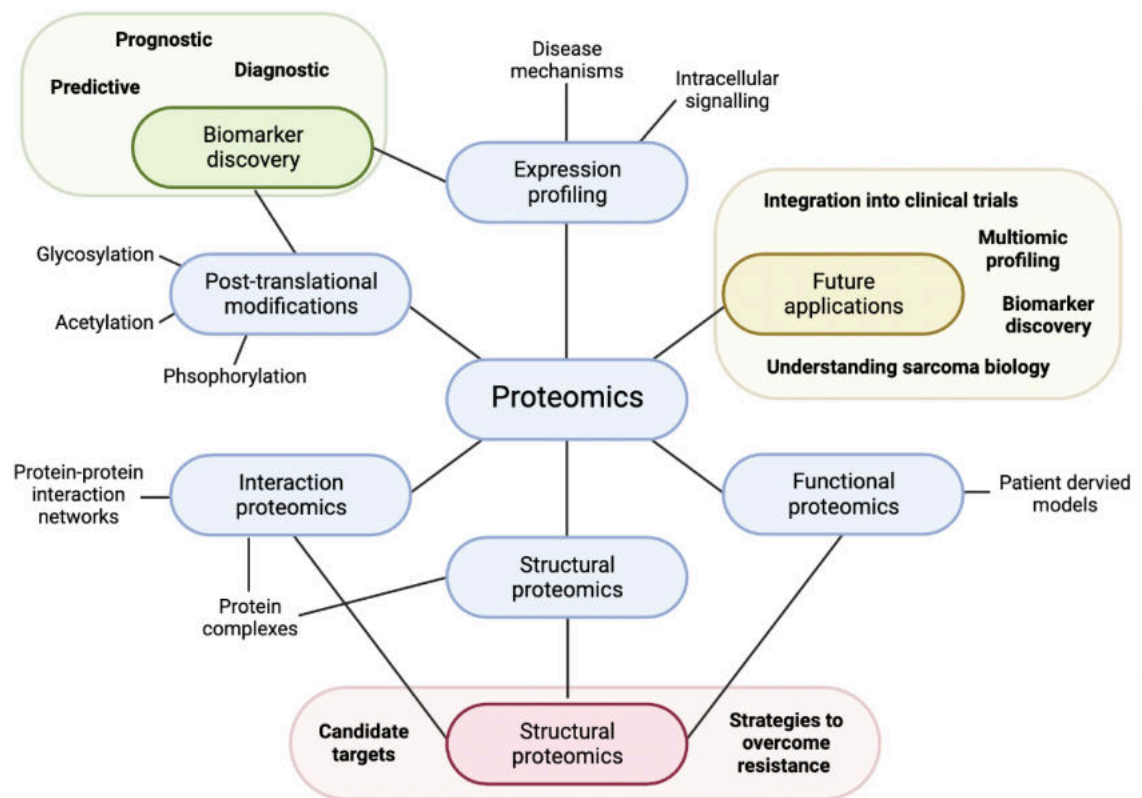 Prognostic
Diagnostic
Predictive
Biomarker
discovery
Disease
mechanisms
Intracellular
signalling
Expression
profiling
Integration into clinical trials
Multiomic
profiling
Future
applications
Biomarker
discovery
Understanding sarcoma biology
Glycosylation
Post-translational
modifications
Acetylation
Phsophorylation
Proteomics
Protein-protein
interaction
networks
Interaction
proteomics
Functional
proteomics
Patient dervied
models
Structural
proteomics
Protein
complexes
Candidate
targets
Structural
proteomics
Strategies to
overcome
resistance